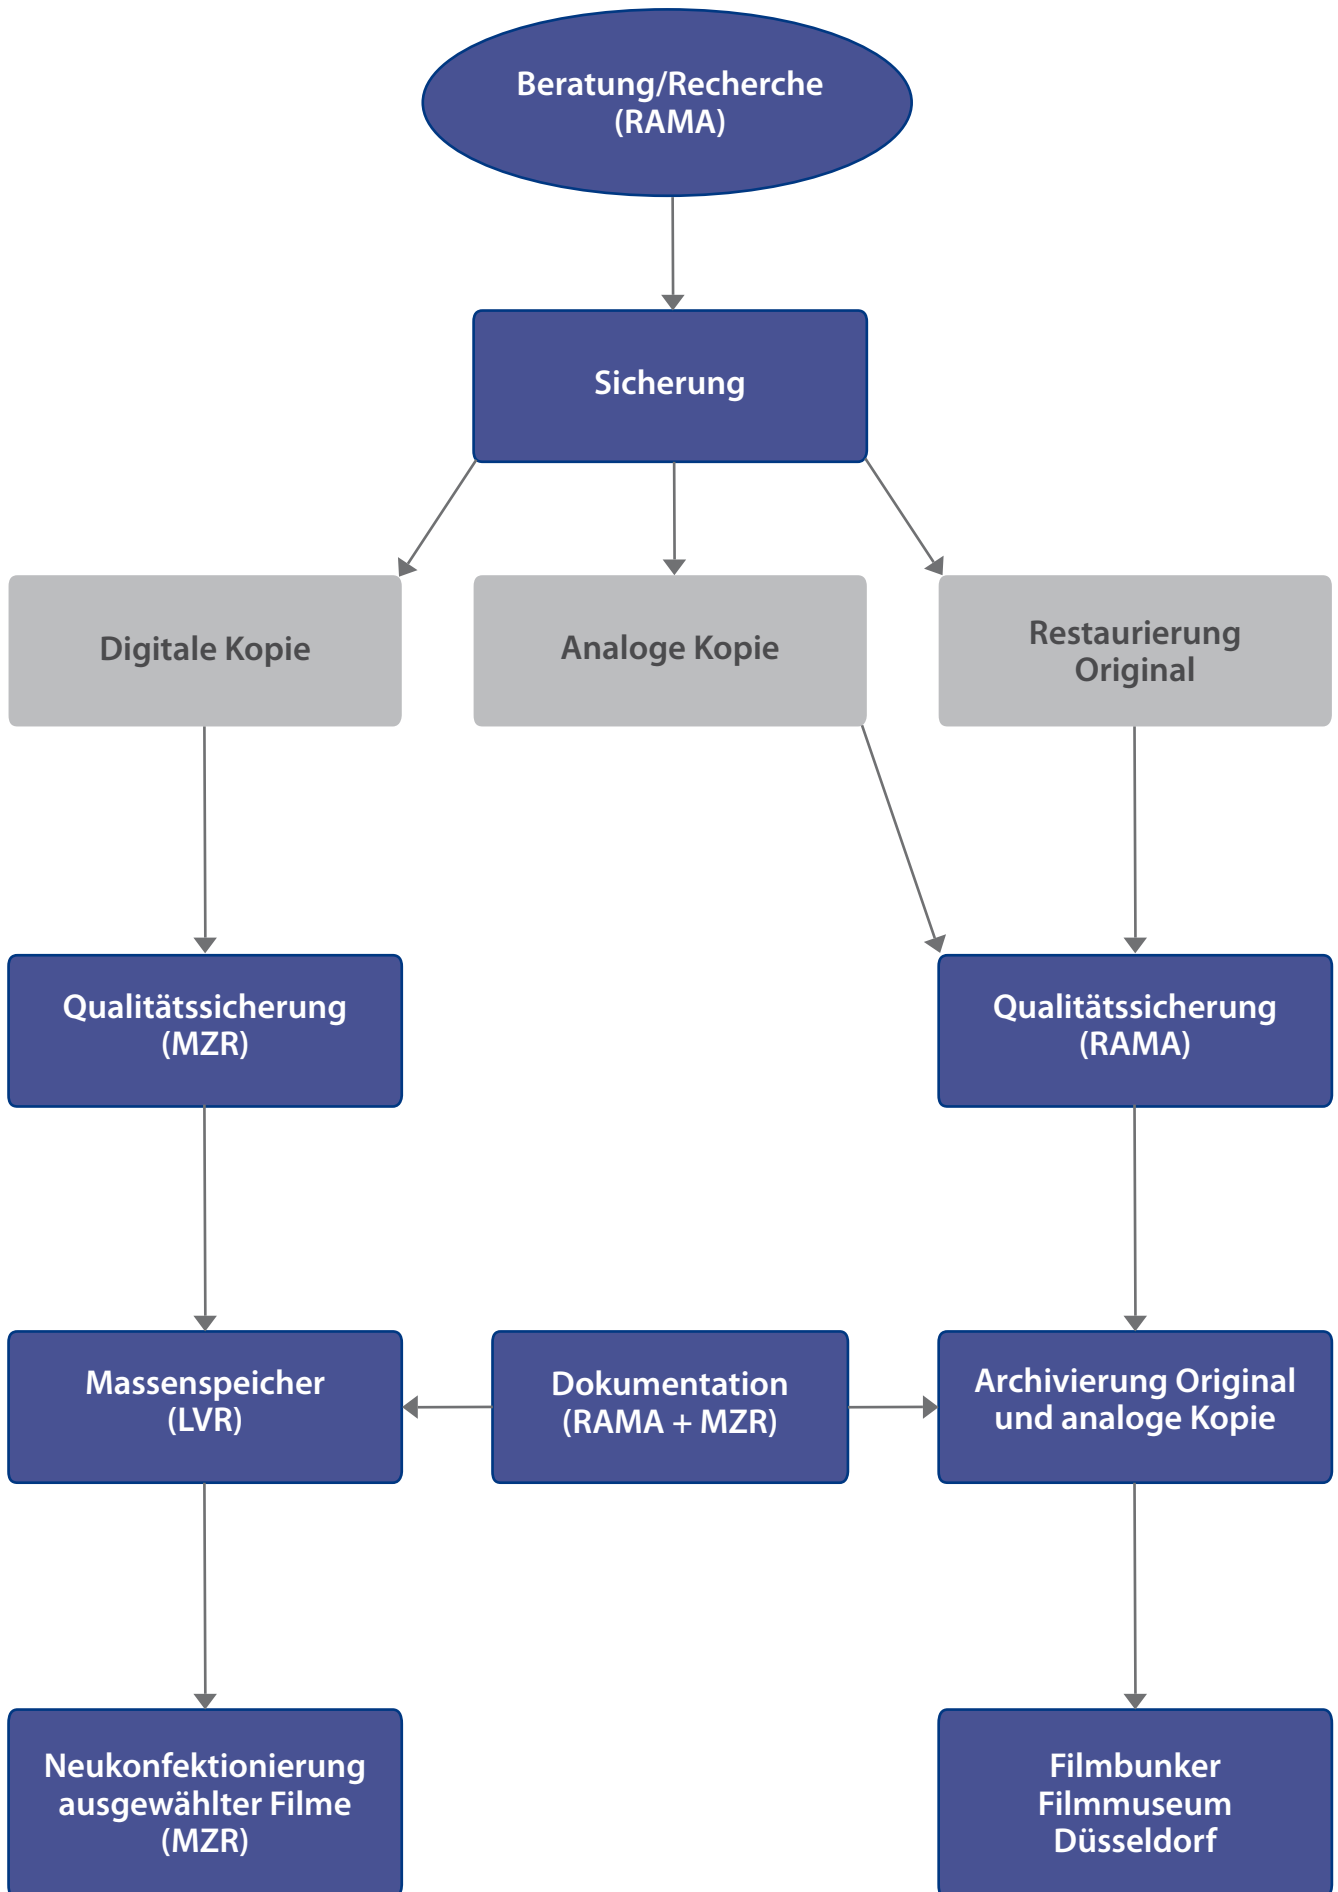 Beratung/Recherche
(RAMA)
Sicherung
Digitale Kopie
Analoge Kopie
Restaurierung
Original
Qualitätssicherung
(MZR)
Qualitätssicherung
(RAMA)
Massenspeicher
(LVR)
Dokumentation
(RAMA + MZR)
Archivierung Original
und analoge Kopie
Neukonfektionierung
ausgewählter Filme
(MZR)
Filmbunker
Filmmuseum
Düsseldorf